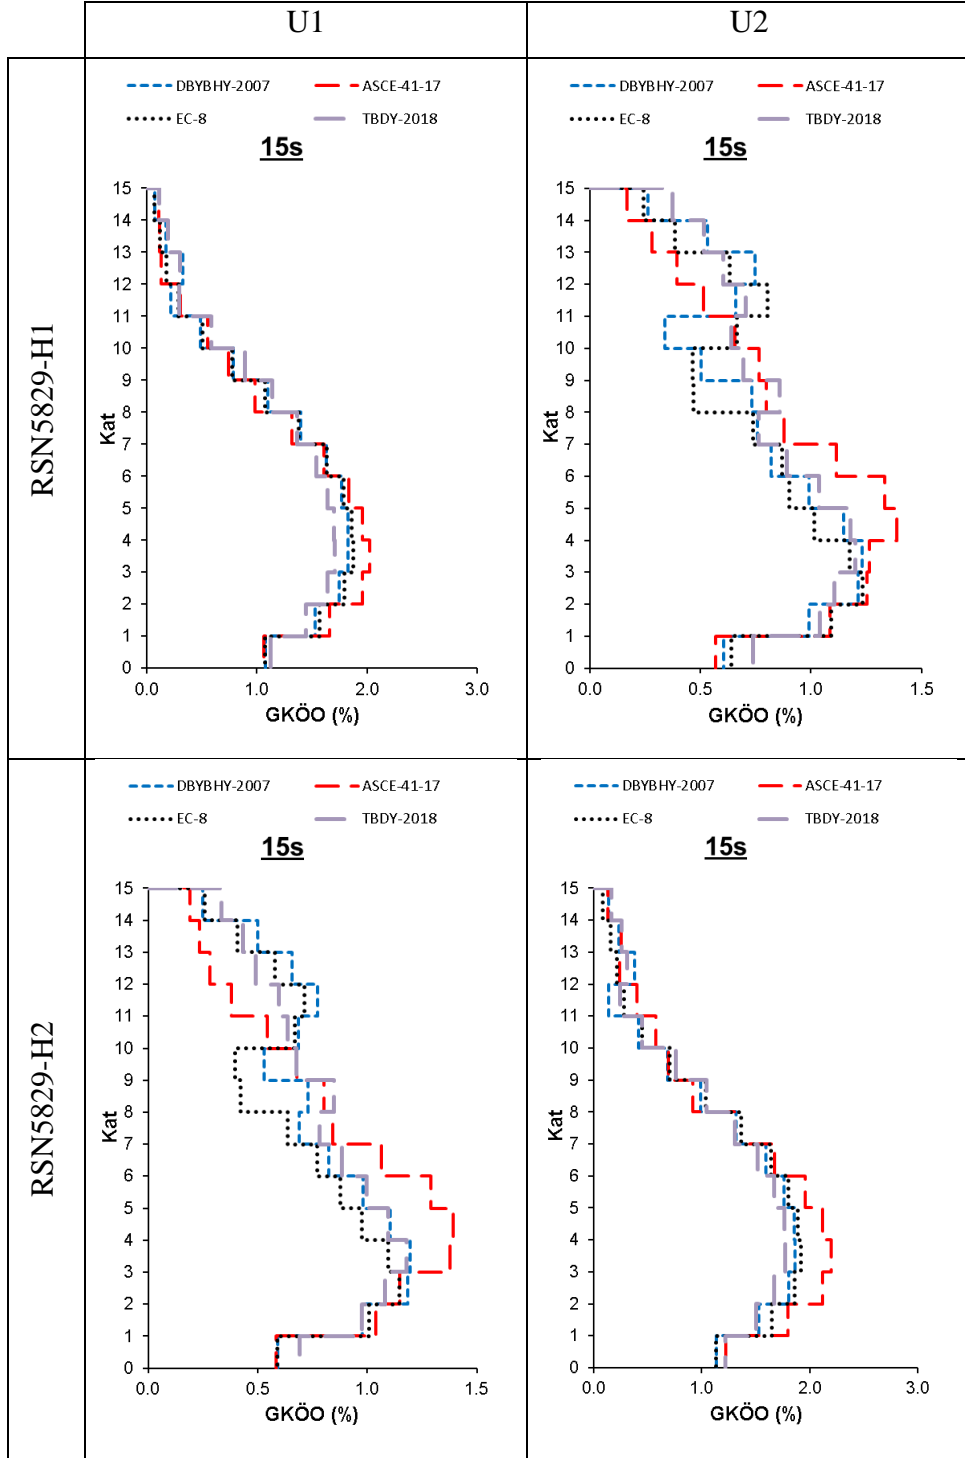 U1
U2
RSN5829-H1
DBYBHY-2007
ASCE-41-17
EC-8
TBDY-2018
15s
15
14
13
12
11
10
9
8
7
6
5
4
3
2
1
0
Kat
0.0 1.0 2.0 3.0
GKÖO (%)
DBYBHY-2007
ASCE-41-17
EC-8
TBDY-2018
15s
15
14
13
12
11
10
9
8
7
6
5
4
3
2
1
0
Kat
0.0 0.5 1.0 1.5
GKÖO (%)
RSN5829-H2
DBYBHY-2007
ASCE-41-17
EC-8
TBDY-2018
15s
15
14
13
12
11
10
9
8
7
6
5
4
3
2
1
0
Kat
0.0 0.5 1.0 1.5
GKÖO (%)
DBYBHY-2007
ASCE-41-17
EC-8
TBDY-2018
15s
15
14
13
12
11
10
9
8
7
6
5
4
3
2
1
0
Kat
0.0 1.0 2.0 3.0
GKÖO (%)